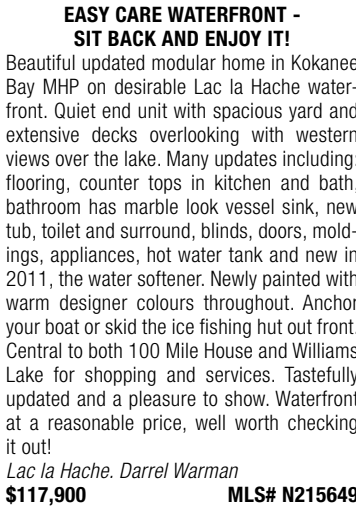 EASY CARE WATERFRONT -
SIT BACK AND ENJOY IT!
Beautiful updated modular home in Kokanee
Bay MHP on desirable Lac la Hache water-
front. Quiet end unit with spacious yard and
extensive decks overlooking with western
views over the lake. Many updates including:
flooring, counter tops in kitchen and bath,
bathroom has marble look vessel sink, new
tub, toilet and surround, blinds, doors, mold-
ings, appliances, hot water tank and new in
2011, the water softener. Newly painted with
warm designer colours throughout. Anchor
your boat or skid the ice fishing hut out front.
Central to both 100 Mile House and Williams
Lake for shopping and services. Tastefully
updated and a pleasure to show. Waterfront
at a reasonable price, well worth checking
it out!
Lac la Hache. Darrel Warman
$117,900 MLS# N215649